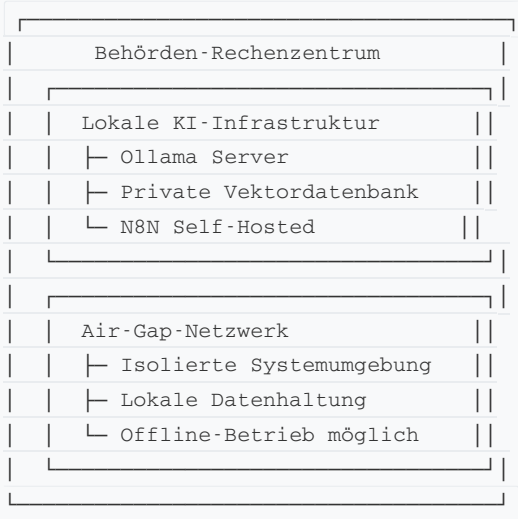 Behörden-Rechenzentrum
Lokale KI-Infrastruktur
├─ Ollama Server
├─ Private Vektordatenbank
└─ N8N Self-Hosted
Air-Gap-Netzwerk
├─ Isolierte Systemumgebung
├─ Lokale Datenhaltung
└─ Offline-Betrieb möglich